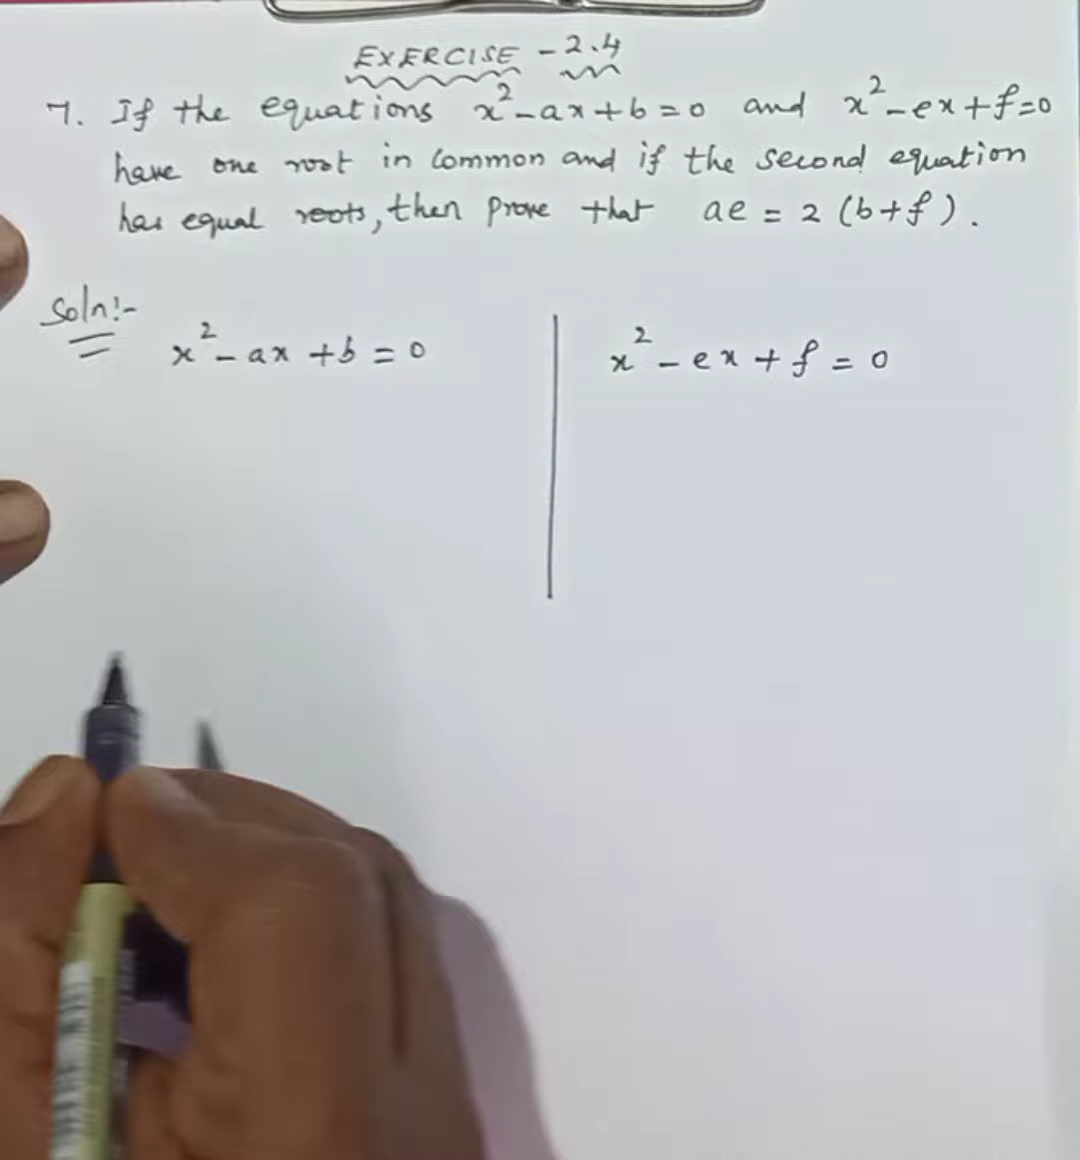 EXERCISE - 2.4
7. If the equations x² - ax + b = 0 and x² - ex + f = 0
have one root in common and if the second equation
has equal roots, then prove that ae = 2 (b+f).
Soln:-
x² - ax + b = 0
x² - ex + f = 0